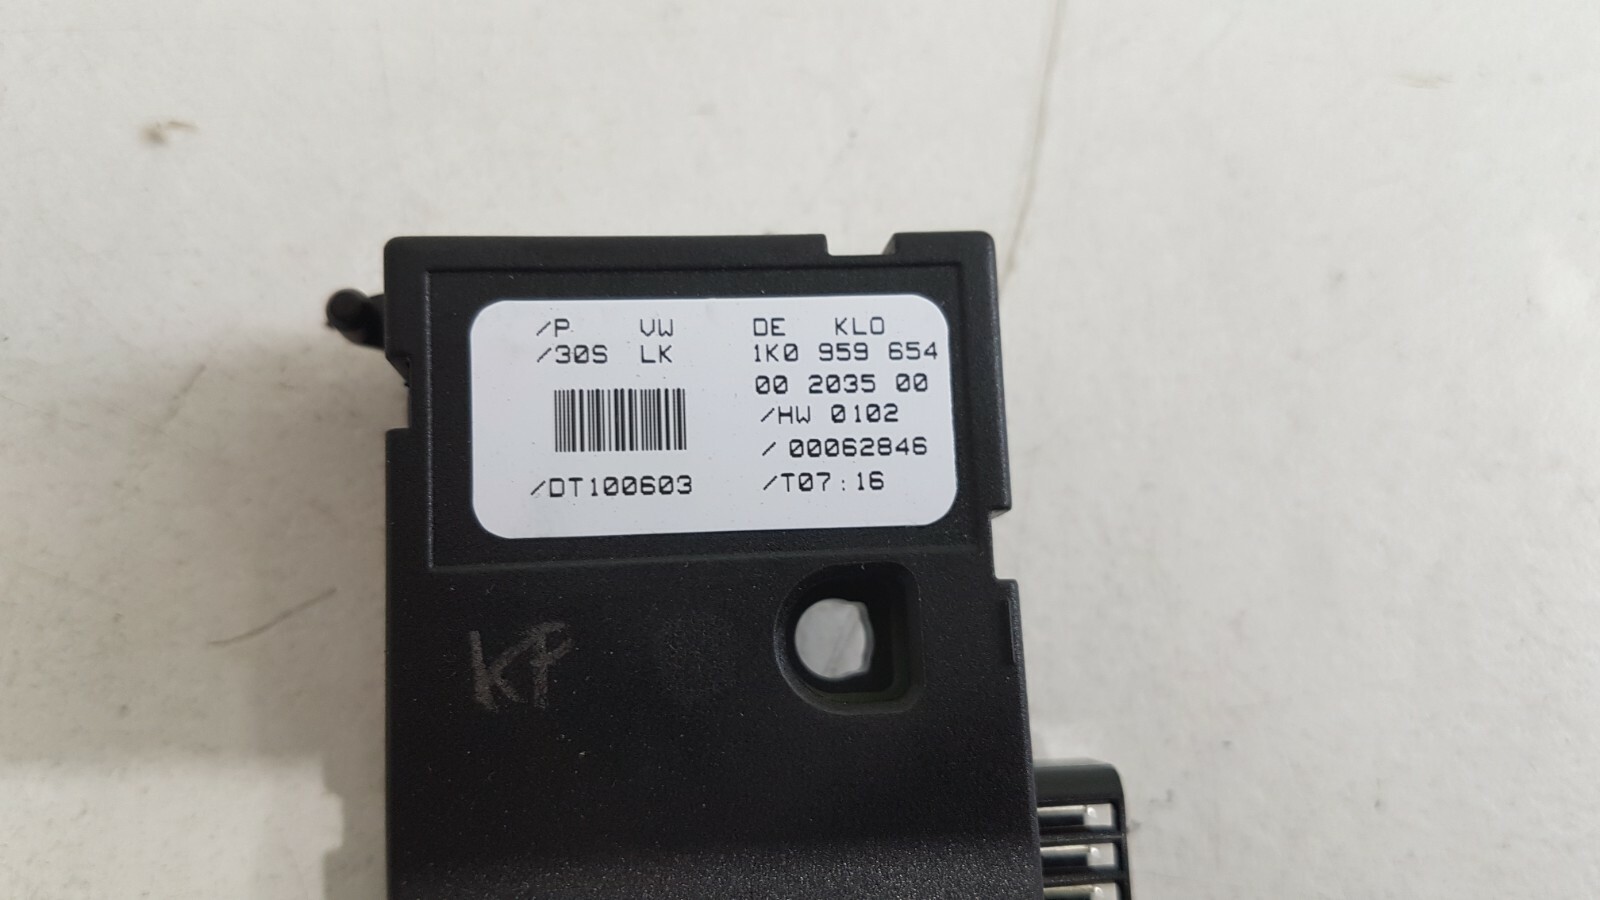 /P VW DE KLO
/30S LK 1K0 959 654
00 2035 00
/HW 0102
/ 00062846
/DT100603 /T07:16
KP